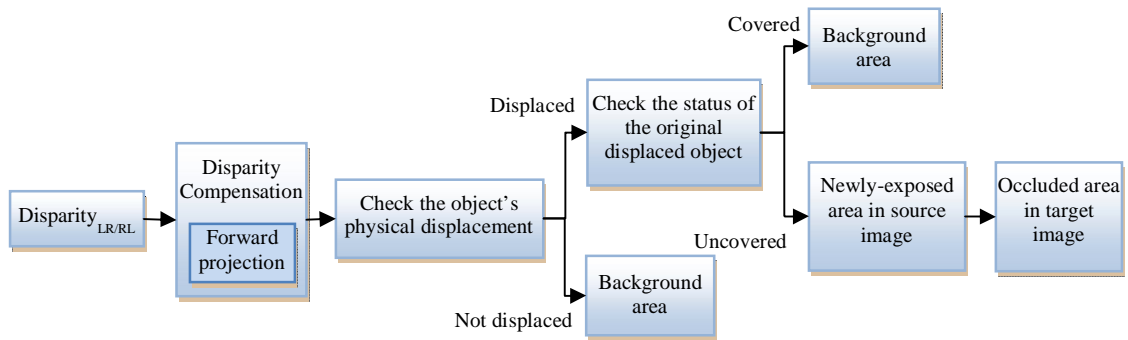 Disparity LR/RL
Disparity
Compensation
Forward
projection
Check the object's
physical displacement
Displaced
Not displaced
Check the status of
the original
displaced object
Background
area
Covered
Uncovered
Background
area
Newly-exposed
area in source
image
Occluded area
in target
image